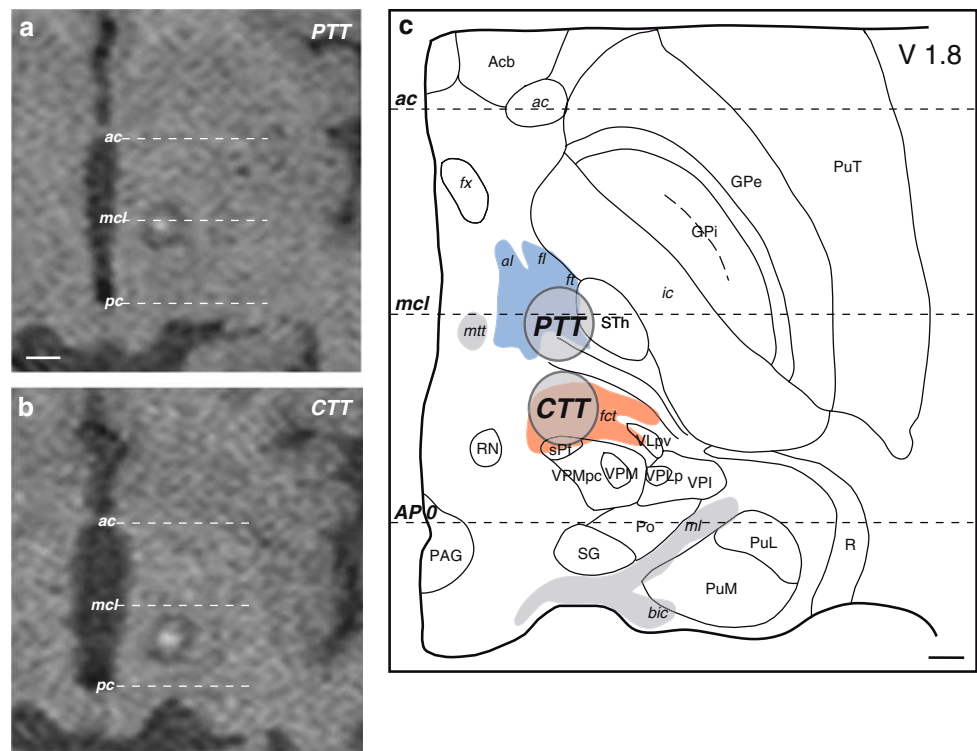 a PTT
ac
mcl
pc
b CTT
ac
mcl
pc
c V 1.8
Acb
ac ac
PuT
GPe
fx
GPi
al fl
ft
ic
mcl
PTT STh
mtt
CTT fct
RN sPf VLpv
VPMpc VPM VPLp VPI
AP 0
Po ml
PAG SG PuL R
PuM
bic